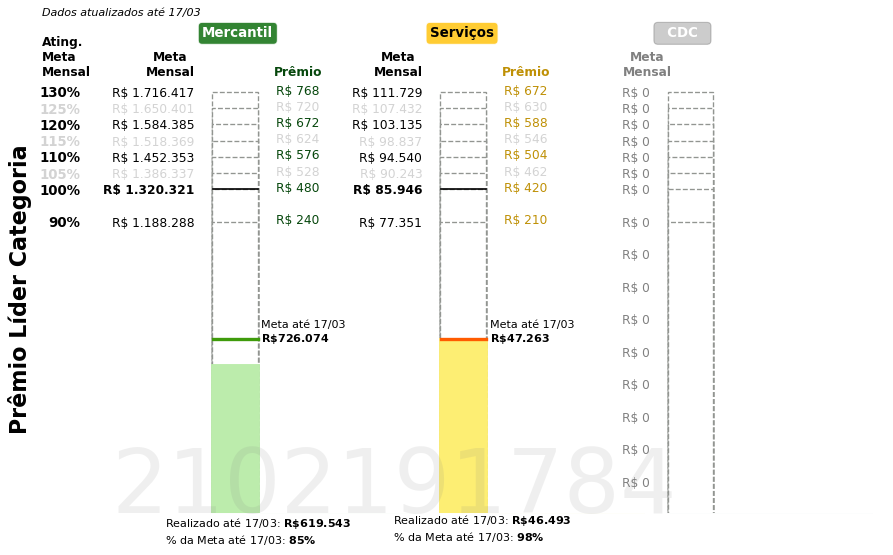 Dados atualizados até 17/03
Mercantil Serviços CDC
Ating. Meta Mensal Meta Mensal Prêmio Meta Mensal Prêmio Meta Mensal
130% R$ 1.716.417 R$ 768 R$ 111.729 R$ 672 R$ 0
125% R$ 1.650.401 R$ 720 R$ 107.432 R$ 630 R$ 0
120% R$ 1.584.385 R$ 672 R$ 103.135 R$ 588 R$ 0
115% R$ 1.518.369 R$ 624 R$ 98.837 R$ 546 R$ 0
110% R$ 1.452.353 R$ 576 R$ 94.540 R$ 504 R$ 0
105% R$ 1.386.337 R$ 528 R$ 90.243 R$ 462 R$ 0
100% R$ 1.320.321 R$ 480 R$ 85.946 R$ 420 R$ 0
90% R$ 1.188.288 R$ 240 R$ 77.351 R$ 210 R$ 0
R$ 0
R$ 0
R$ 0
Meta até 17/03 Meta até 17/03
R$726.074 R$47.263
R$ 0
R$ 0
R$ 0
R$ 0
R$ 0
2102191784
Realizado até 17/03: R$619.543 Realizado até 17/03: R$46.493
% da Meta até 17/03: 85% % da Meta até 17/03: 98%
Prêmio Líder Categoria